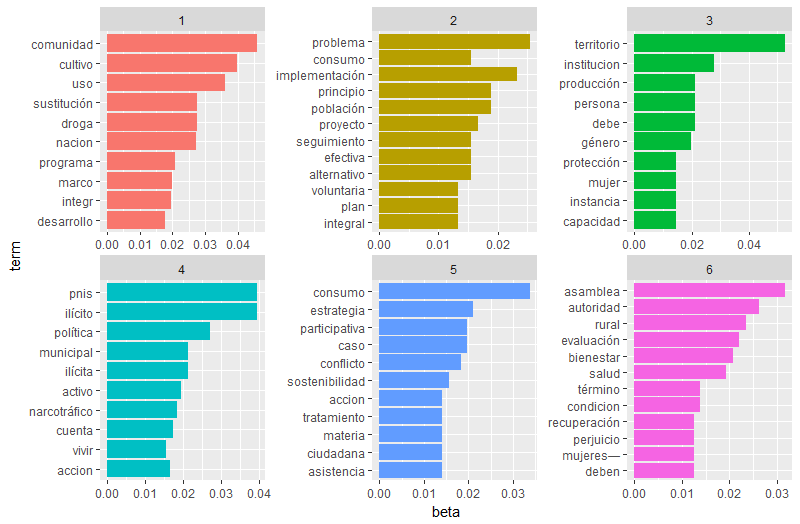 1
comunidad
cultivo
uso
sustitución
droga
nacion
programa
marco
integr
desarrollo
0.00 0.01 0.02 0.03 0.04
2
problema
consumo
implementación
principio
población
proyecto
seguimiento
efectiva
alternativo
voluntaria
plan
integral
0.00 0.01 0.02
3
territorio
institucion
producción
persona
debe
género
protección
mujer
instancia
capacidad
0.00 0.02 0.04
term
4
pnis
ilícito
política
municipal
ilícita
activo
narcotráfico
cuenta
vivir
accion
0.00 0.01 0.02 0.03 0.04
5
consumo
estrategia
participativa
caso
conflicto
sostenibilidad
accion
tratamiento
materia
ciudadana
asistencia
0.00 0.01 0.02 0.03
6
asamblea
autoridad
rural
evaluación
bienestar
salud
término
condicion
recuperación
perjuicio
mujeres—
deben
0.00 0.01 0.02 0.03
beta